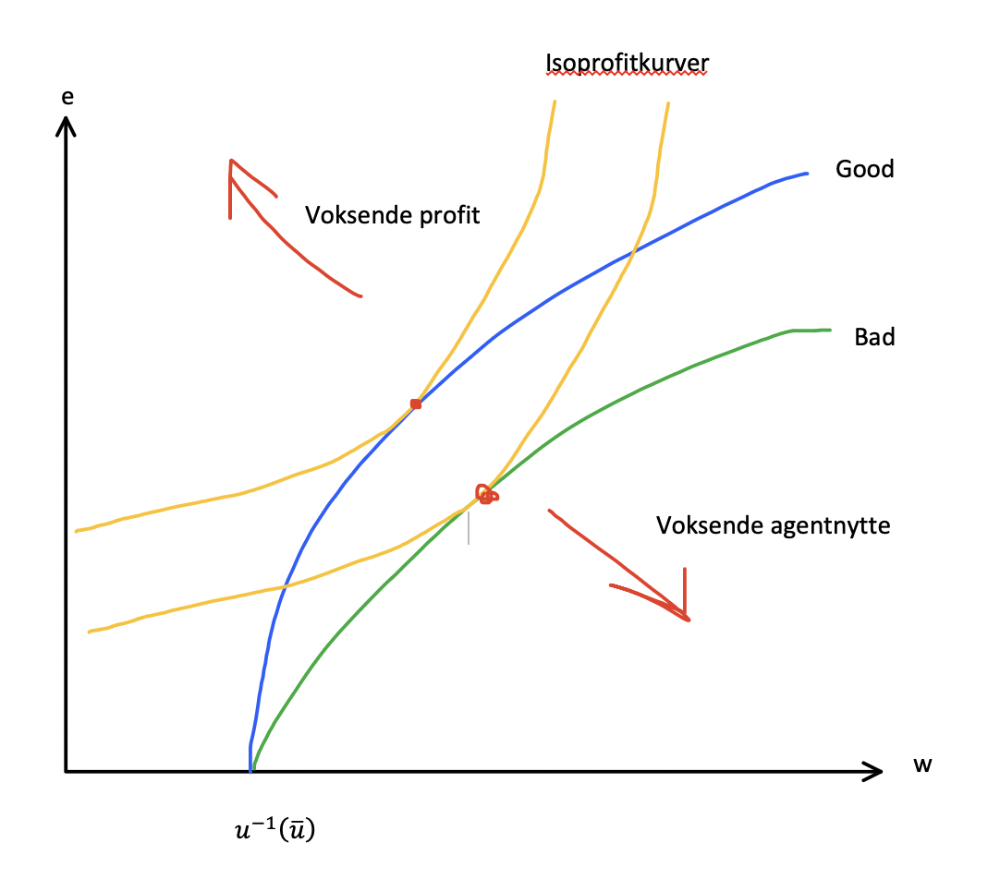 Isoprofitkurver
e
Good
Voksende profit
Bad
Voksende agentnytte
w
u⁻¹(ū)